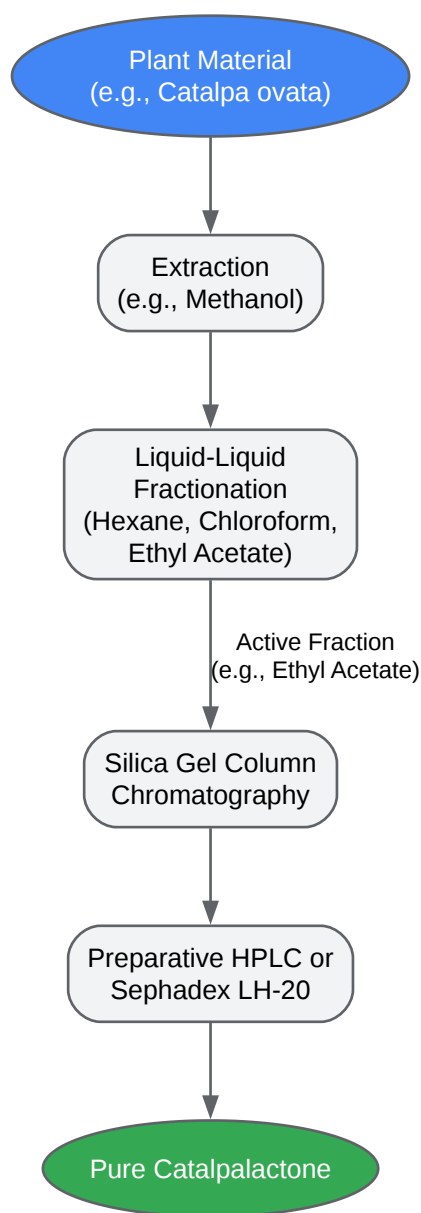 Plant Material
(e.g., Catalpa ovata)
Extraction
(e.g., Methanol)
Liquid-Liquid
Fractionation
(Hexane, Chloroform,
Ethyl Acetate)
Active Fraction
(e.g., Ethyl Acetate)
Silica Gel Column
Chromatography
Preparative HPLC or
Sephadex LH-20
Pure Catalpalactone